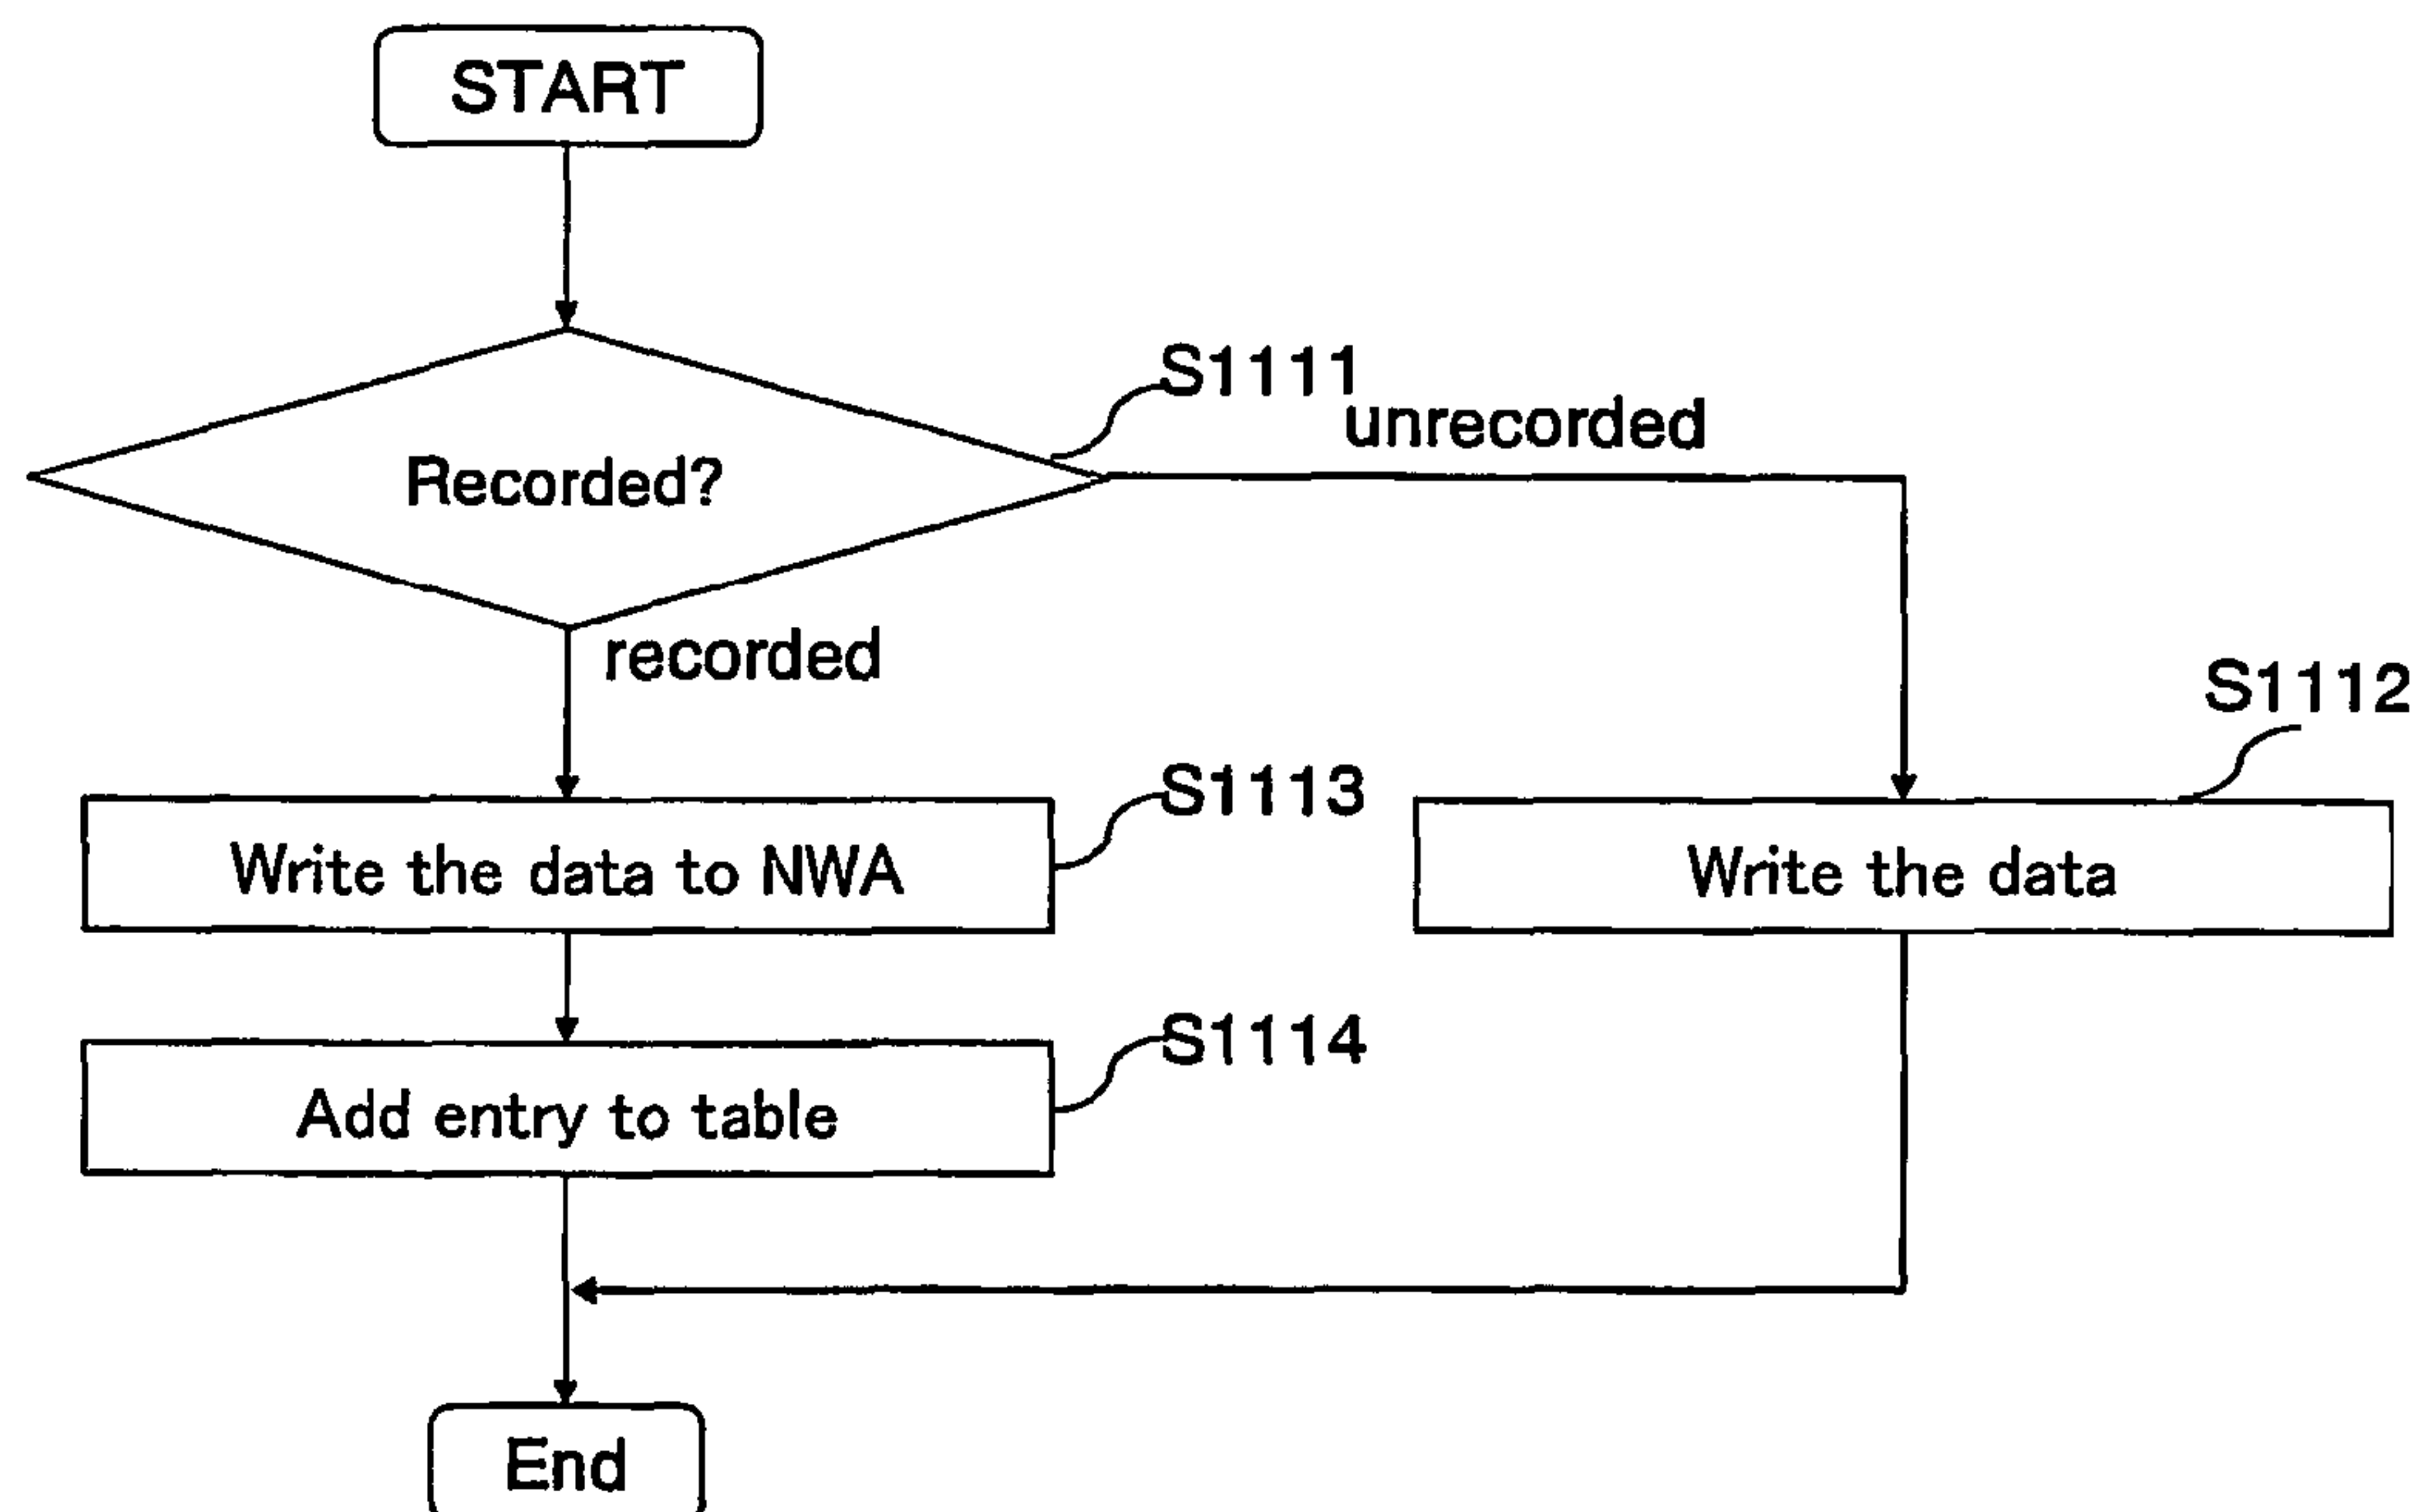 START
S1111
unrecorded
Recorded?
recorded
S1112
S1113
Write the data to NWA
Write the data
S1114
Add entry to table
End